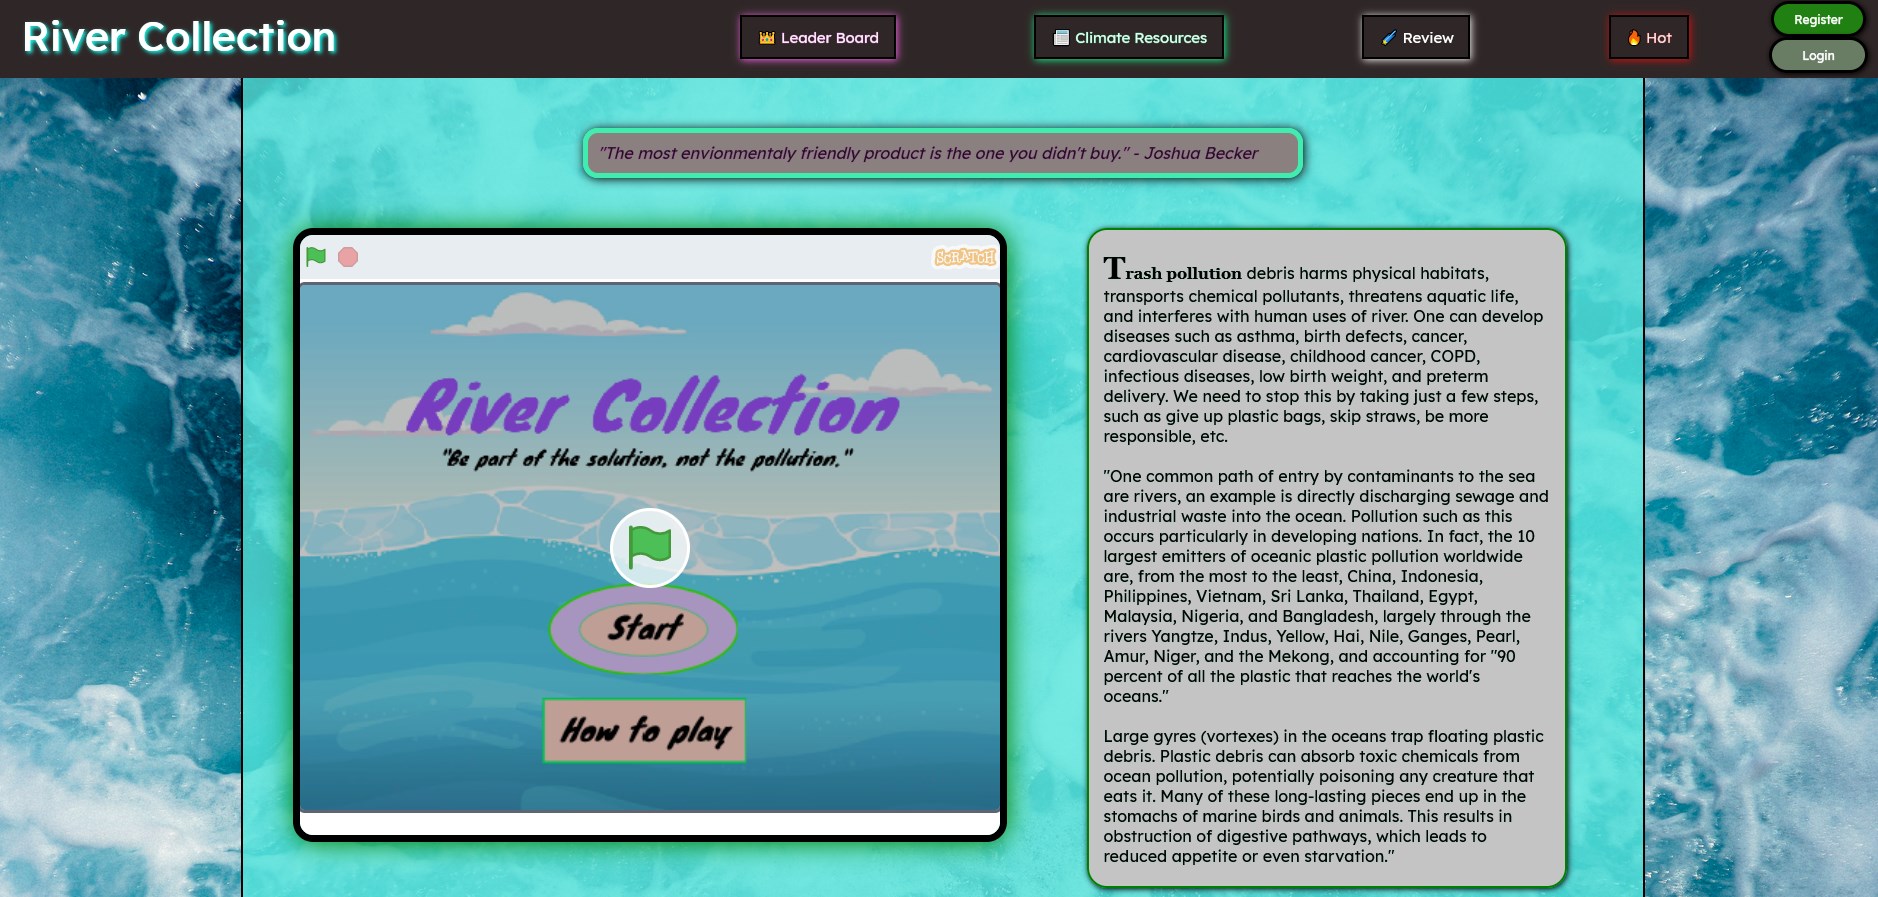 River Collection
Leader Board
Climate Resources
Review
Hot
Register
Login
"The most envionmentaly friendly product is the one you didn't buy." - Joshua Becker
SCRATCH
River Collection
"Be part of the solution, not the pollution."
Start
How to play
Trash pollution debris harms physical habitats,
transports chemical pollutants, threatens aquatic life,
and interferes with human uses of river. One can develop
diseases such as asthma, birth defects, cancer,
cardiovascular disease, childhood cancer, COPD,
infectious diseases, low birth weight, and preterm
delivery. We need to stop this by taking just a few steps,
such as give up plastic bags, skip straws, be more
responsible, etc.
"One common path of entry by contaminants to the sea
are rivers, an example is directly discharging sewage and
industrial waste into the ocean. Pollution such as this
occurs particularly in developing nations. In fact, the 10
largest emitters of oceanic plastic pollution worldwide
are, from the most to the least, China, Indonesia,
Philippines, Vietnam, Sri Lanka, Thailand, Egypt,
Malaysia, Nigeria, and Bangladesh, largely through the
rivers Yangtze, Indus, Yellow, Hai, Nile, Ganges, Pearl,
Amur, Niger, and the Mekong, and accounting for "90
percent of all the plastic that reaches the world's
oceans."
Large gyres (vortexes) in the oceans trap floating plastic
debris. Plastic debris can absorb toxic chemicals from
ocean pollution, potentially poisoning any creature that
eats it. Many of these long-lasting pieces end up in the
stomachs of marine birds and animals. This results in
obstruction of digestive pathways, which leads to
reduced appetite or even starvation."